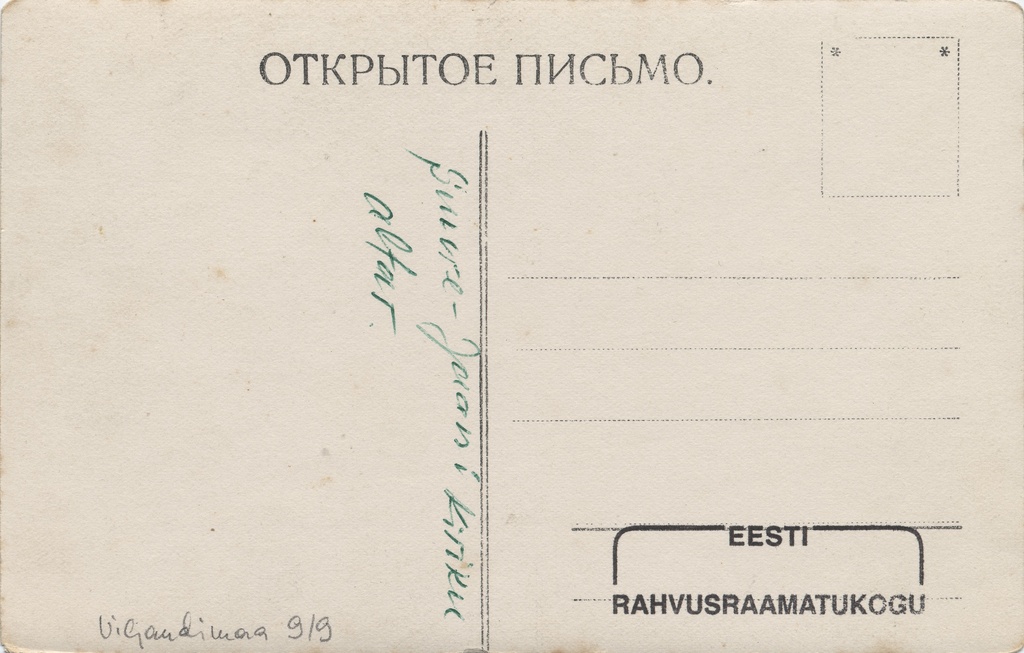 ОТКРЫТОЕ ПИСЬМО.
Suure-Jaani kiriku
altar.
EESTI
RAHVUSRAAMATUKOGU
Viljandimaa 9/9